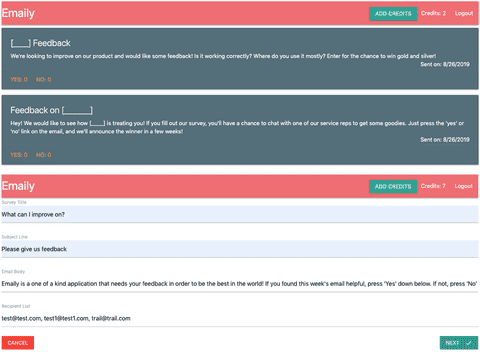 Emaily ADD CREDITS Credits: 2 Logout
[____] Feedback
We're looking to improve on our product and would like some feedback! Is it working correctly? Where do you use it mostly? Enter for the chance to win gold and silver!
Sent on: 8/26/2019
YES: 0 NO: 0
Feedback on [_______]
Hey! We would like to see how [____] is treating you! If you fill out our survey, you'll have a chance to chat with one of our service reps to get some goodies. Just press the 'yes' or
'no' link on the email, and we'll announce the winner in a few weeks!
Sent on: 8/26/2019
YES: 0 NO: 0
Emaily ADD CREDITS Credits: 7 Logout
Survey Title
What can I improve on?
Subject Line
Please give us feedback
Email Body
Emaily is a one of a kind application that needs your feedback in order to be the best in the world! If you found this week's email helpful, press 'Yes' down below. If not, press 'No'
Recipient List
test@test.com, test1@test1.com, trail@trail.com
CANCEL NEXT